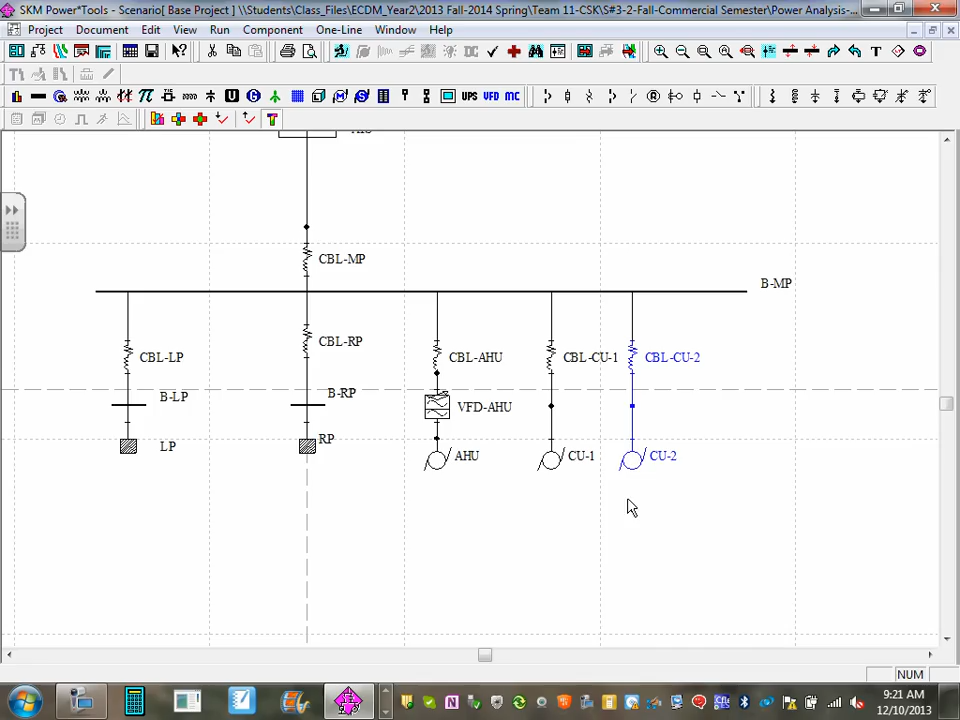 SKM Power*Tools - Scenario[ Base Project ] \\Students\Class_Files\ECDM_Year2\2013 Fall-2014 Spring\Team 11-CSK\S#3-2-Fall-Commercial Semester\Power Analysis-...
Project Document Edit View Run Component One-Line Window Help
DC T
UPS VFD MC
CBL-MP
B-MP
CBL-LP CBL-RP CBL-AHU CBL-CU-1 CBL-CU-2
B-LP B-RP VFD-AHU
LP RP AHU CU-1 CU-2
NUM
9:21 AM
12/10/2013